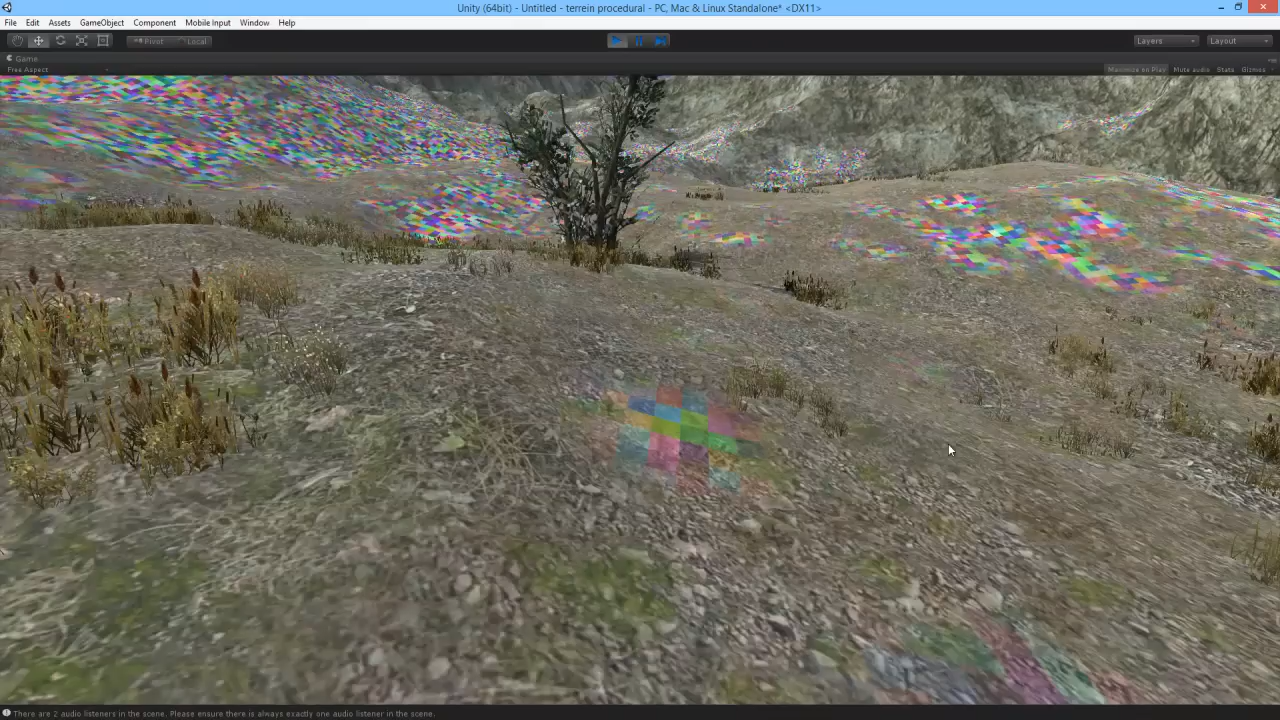 Unity (64bit) - Untitled - terrein procedural - PC, Mac & Linux Standalone* <DX11>
File Edit Assets GameObject Component Mobile Input Window Help
Pivot Local Layers Layout
Game
Free Aspect Maximize on Play Mute audio Stats Gizmos
There are 2 audio listeners in the scene. Please ensure there is always exactly one audio listener in the scene.